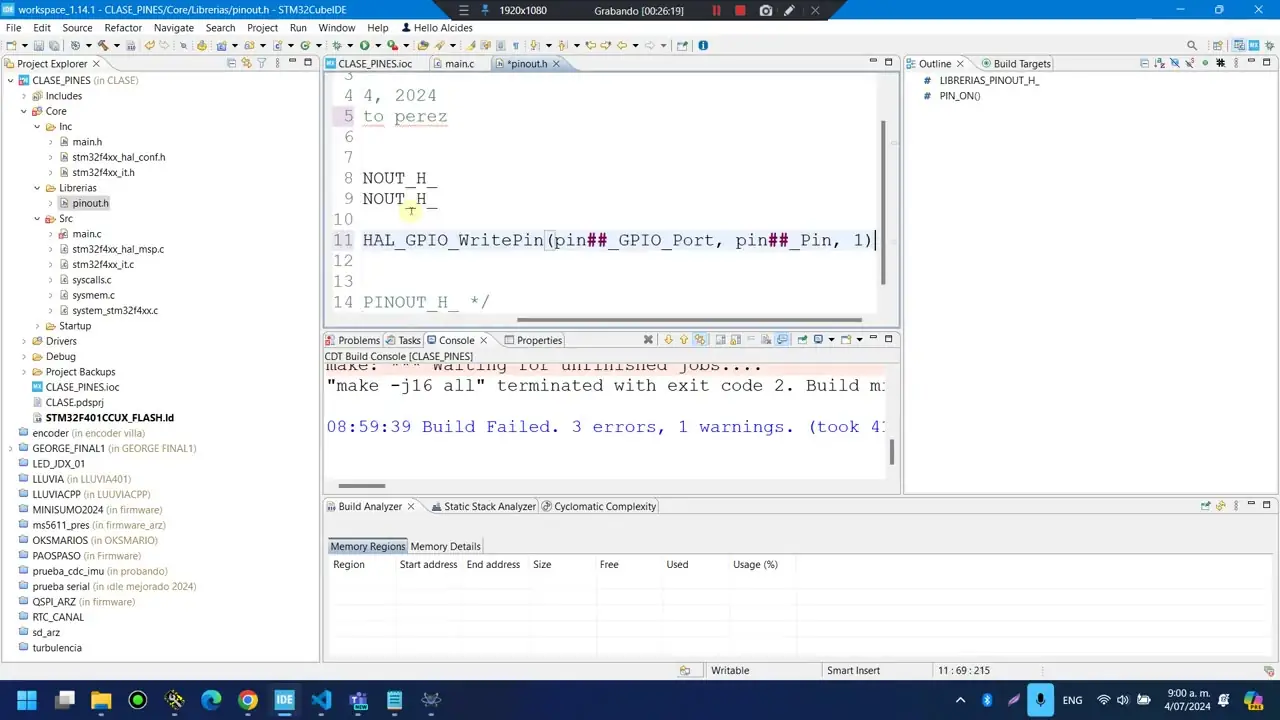 workspace_1.14.1 - CLASE_PINES/Core/Librerias/pinout.h - STM32CubeIDE
1920x1080
Grabando [00:26:19]
File Edit Source Refactor Navigate Search Project Run Window Help Hello Alcides
Project Explorer
CLASE_PINES (in CLASE)
Includes
Core
Inc
main.h
stm32f4xx_hal_conf.h
stm32f4xx_it.h
Librerias
pinout.h
Src
main.c
stm32f4xx_hal_msp.c
stm32f4xx_it.c
syscalls.c
sysmem.c
system_stm32f4xx.c
Startup
Drivers
Debug
Project Backups
CLASE_PINES.ioc
CLASE.pdsprj
STM32F401CCUX_FLASH.ld
encoder (in encoder villa)
GEORGE_FINAL1 (in GEORGE FINAL1)
LED_JDX_01
LLUVIA (in LLUVIA401)
LLUVIACPP (in LUUVIACPP)
MINISUMO2024 (in firmware)
ms5611_pres (in firmware_arz)
OKSMARIOS (in OKSMARIO)
PAOSPASO (in Firmware)
prueba_cdc_imu (in probando)
prueba serial (in idle mejorado 2024)
QSPI_ARZ (in firmware)
RTC_CANAL
sd_arz
turbulencia
CLASE_PINES.ioc main.c *pinout.h
3
4 4, 2024
5 to perez
6
7
8 NOUT_H_
9 NOUT_H_
10
11 HAL_GPIO_WritePin(pin##_GPIO_Port, pin##_Pin, 1)
12
13
14 PINOUT_H_ */
Problems Tasks Console Properties
CDT Build Console [CLASE_PINES]
make: *** Waiting for unfinished jobs....
"make -j16 all" terminated with exit code 2. Build mi
08:59:39 Build Failed. 3 errors, 1 warnings. (took 41
Build Analyzer Static Stack Analyzer Cyclomatic Complexity
Memory Regions Memory Details
Region Start address End address Size Free Used Usage (%)
Outline Build Targets
# LIBRERIAS_PINOUT_H_
# PIN_ON()
Writable Smart Insert 11 : 69 : 215
IDE
ENG
9:00 a. m.
4/07/2024